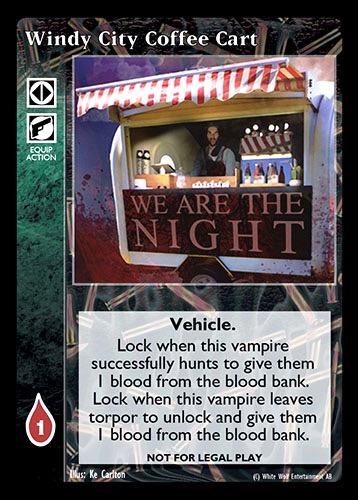 Windy City Coffee Cart
EQUIP
ACTION
WE ARE THE
NIGHT
Vehicle.
Lock when this vampire
successfully hunts to give them
1 blood from the blood bank.
Lock when this vampire leaves
torpor to unlock and give them
1 blood from the blood bank.
NOT FOR LEGAL PLAY
1
Illus: Ke Carlton
(C) White Wolf Entertainment AB